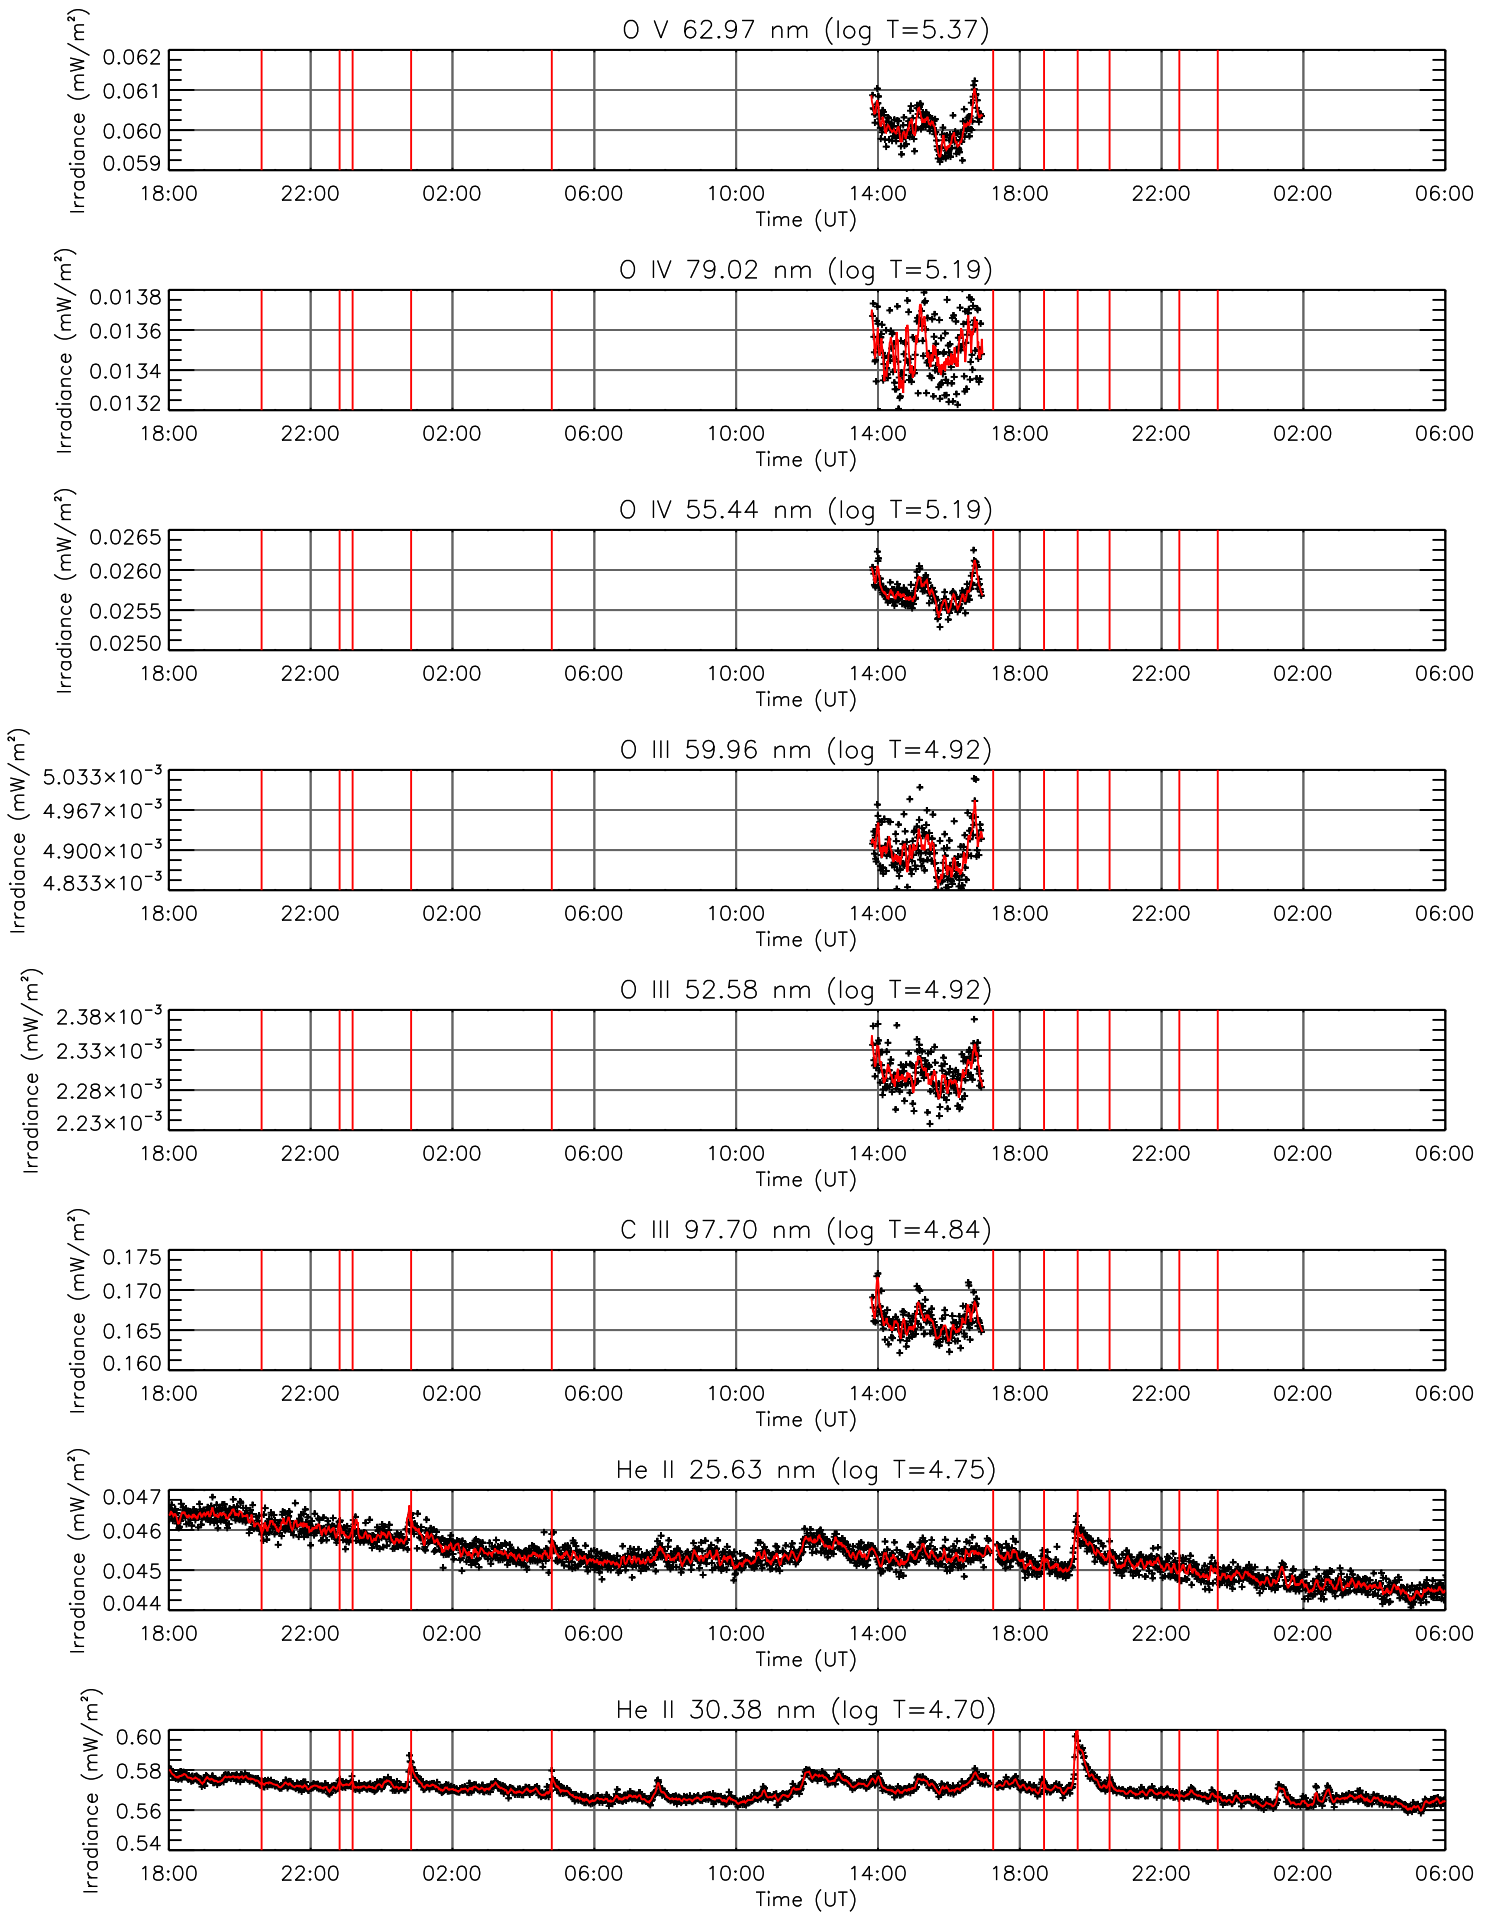 O V 62.97 nm (log T=5.37)
Irradiance (mW/m²)
0.062
0.061
0.060
0.059
18:00 22:00 02:00 06:00 10:00 14:00 18:00 22:00 02:00 06:00
Time (UT)
O IV 79.02 nm (log T=5.19)
Irradiance (mW/m²)
0.0138
0.0136
0.0134
0.0132
18:00 22:00 02:00 06:00 10:00 14:00 18:00 22:00 02:00 06:00
Time (UT)
O IV 55.44 nm (log T=5.19)
Irradiance (mW/m²)
0.0265
0.0260
0.0255
0.0250
18:00 22:00 02:00 06:00 10:00 14:00 18:00 22:00 02:00 06:00
Time (UT)
O III 59.96 nm (log T=4.92)
Irradiance (mW/m²)
5.033×10⁻³
4.967×10⁻³
4.900×10⁻³
4.833×10⁻³
18:00 22:00 02:00 06:00 10:00 14:00 18:00 22:00 02:00 06:00
Time (UT)
O III 52.58 nm (log T=4.92)
Irradiance (mW/m²)
2.38×10⁻³
2.33×10⁻³
2.28×10⁻³
2.23×10⁻³
18:00 22:00 02:00 06:00 10:00 14:00 18:00 22:00 02:00 06:00
Time (UT)
C III 97.70 nm (log T=4.84)
Irradiance (mW/m²)
0.175
0.170
0.165
0.160
18:00 22:00 02:00 06:00 10:00 14:00 18:00 22:00 02:00 06:00
Time (UT)
He II 25.63 nm (log T=4.75)
Irradiance (mW/m²)
0.047
0.046
0.045
0.044
18:00 22:00 02:00 06:00 10:00 14:00 18:00 22:00 02:00 06:00
Time (UT)
He II 30.38 nm (log T=4.70)
Irradiance (mW/m²)
0.60
0.58
0.56
0.54
18:00 22:00 02:00 06:00 10:00 14:00 18:00 22:00 02:00 06:00
Time (UT)